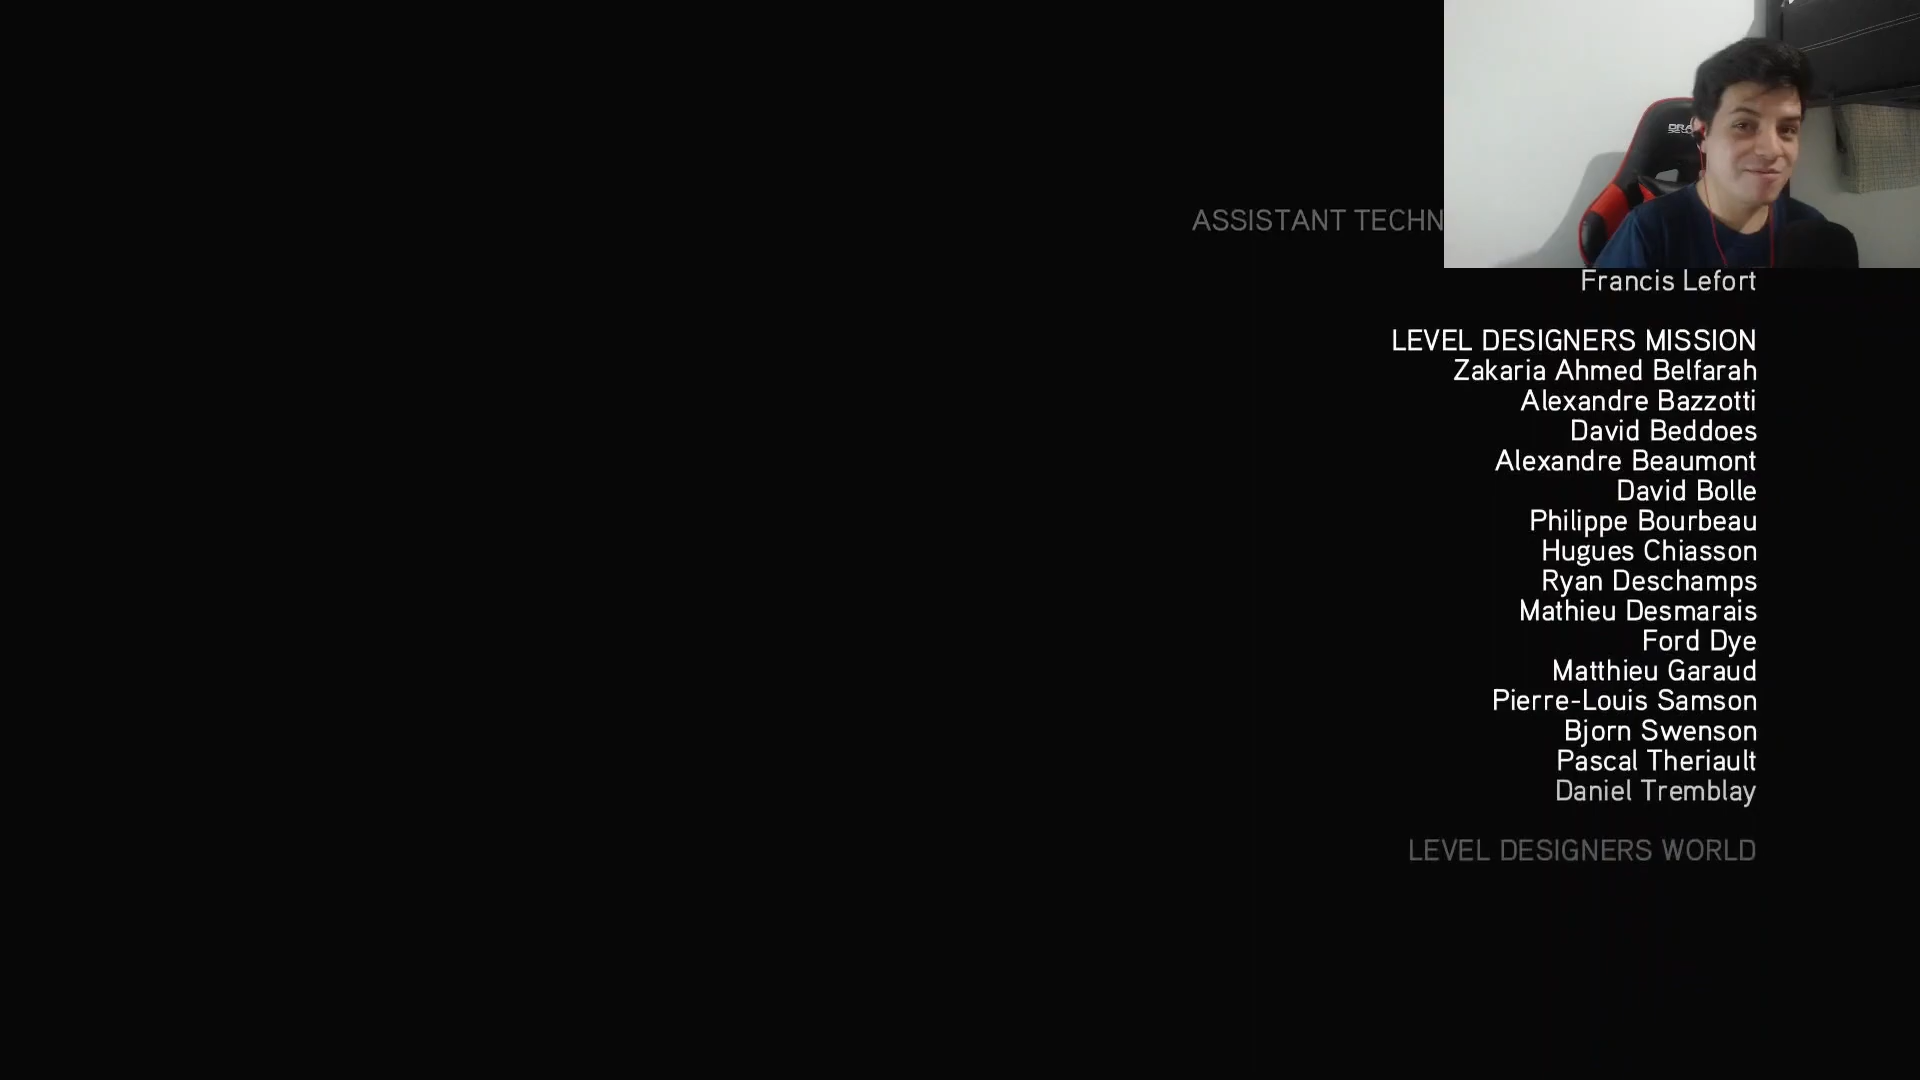 ASSISTANT TECHN
Francis Lefort
LEVEL DESIGNERS MISSION
Zakaria Ahmed Belfarah
Alexandre Bazzotti
David Beddoes
Alexandre Beaumont
David Bolle
Philippe Bourbeau
Hugues Chiasson
Ryan Deschamps
Mathieu Desmarais
Ford Dye
Matthieu Garaud
Pierre-Louis Samson
Bjorn Swenson
Pascal Theriault
Daniel Tremblay
LEVEL DESIGNERS WORLD